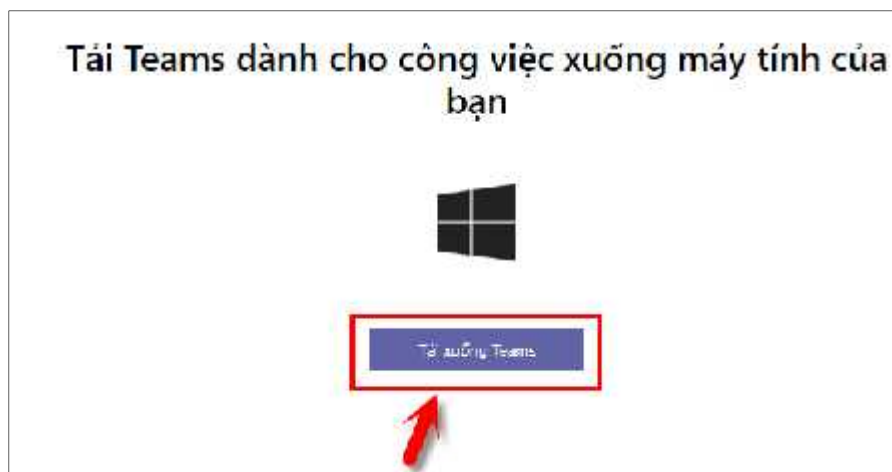 Tải Teams dành cho công việc xuống máy tính của
bạn
Tải xuống Teams